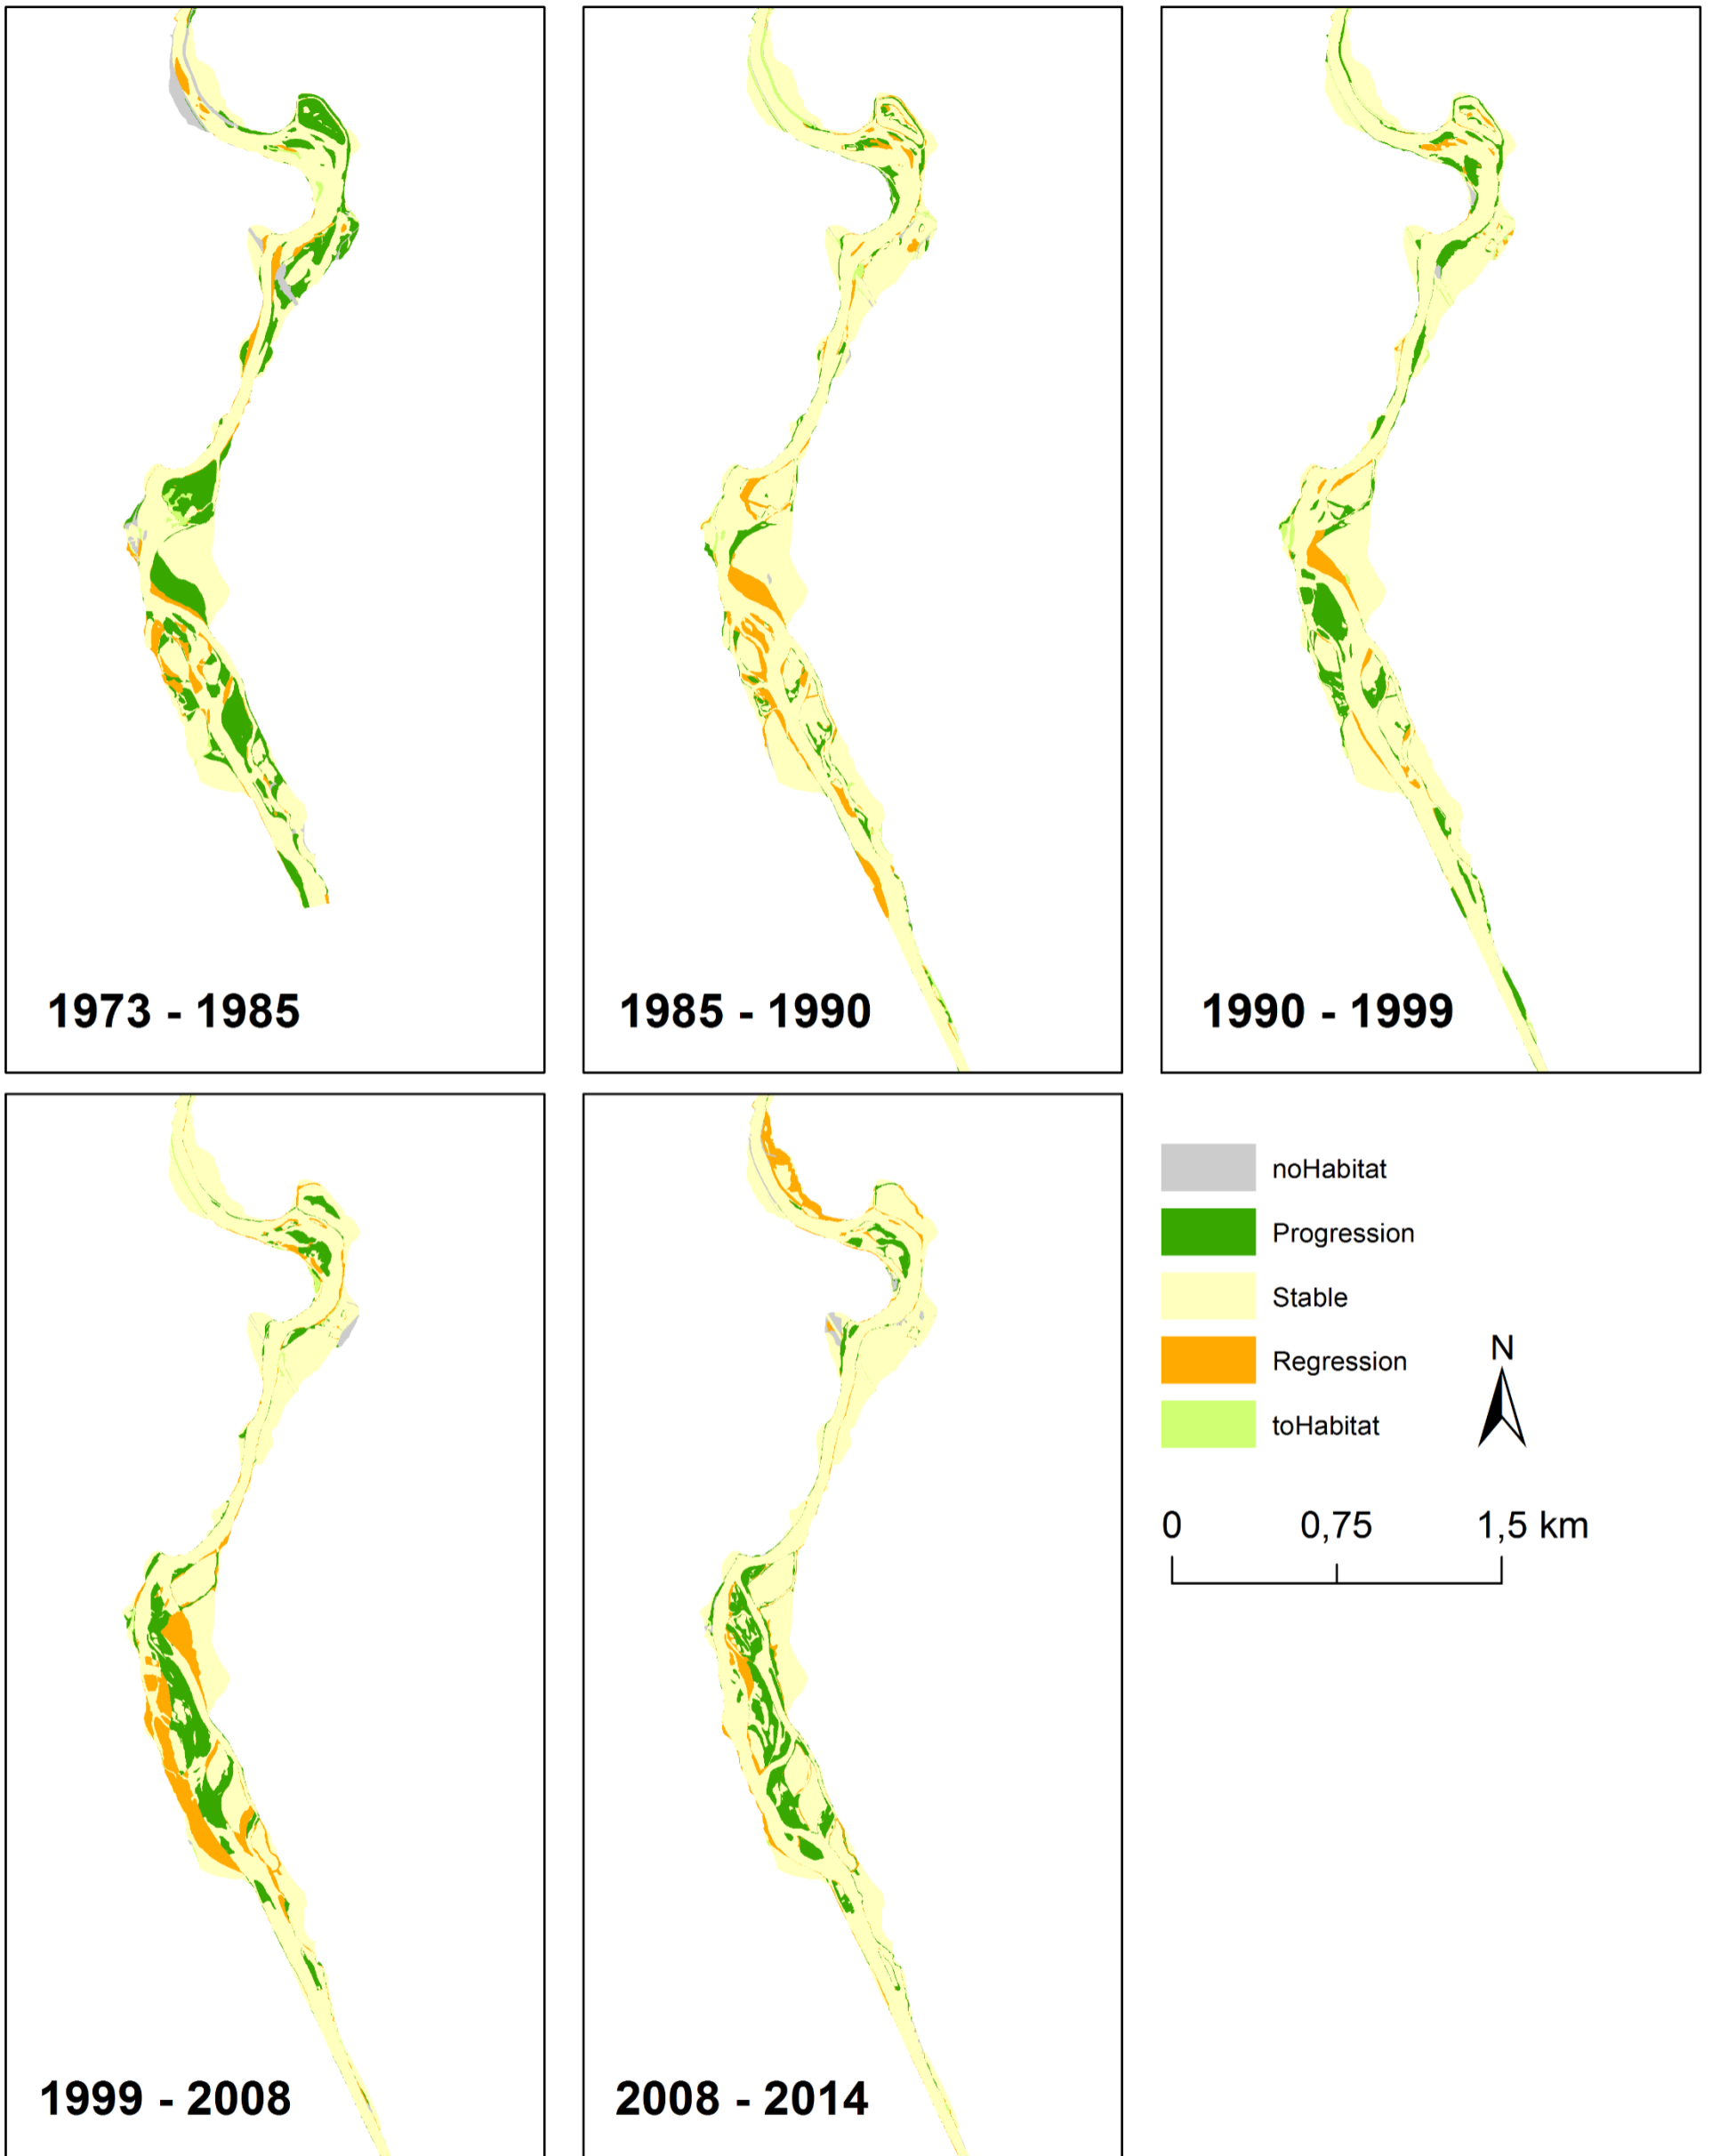 1973 - 1985
1985 - 1990
1990 - 1999
1999 - 2008
2008 - 2014
noHabitat
Progression
Stable
Regression
toHabitat
N
0 0,75 1,5 km